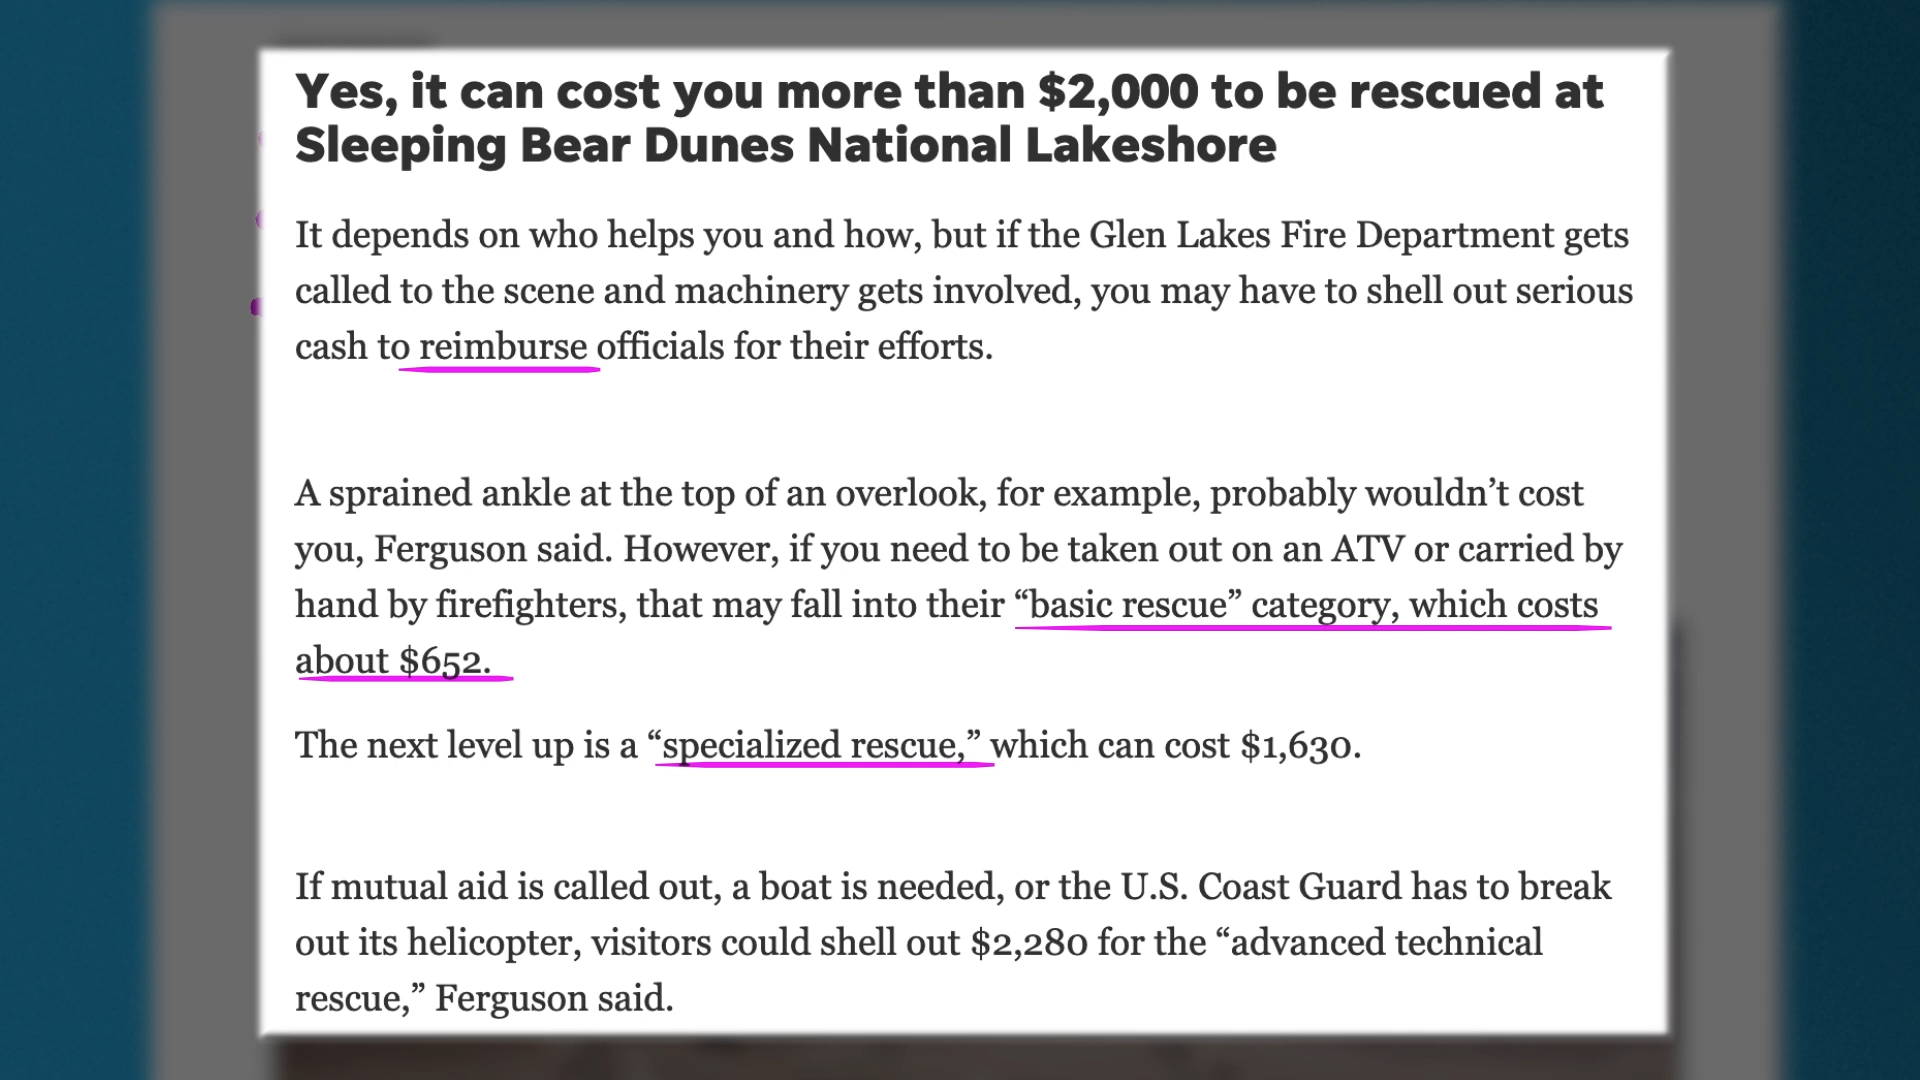 Yes, it can cost you more than $2,000 to be rescued at
Sleeping Bear Dunes National Lakeshore
It depends on who helps you and how, but if the Glen Lakes Fire Department gets
called to the scene and machinery gets involved, you may have to shell out serious
cash to reimburse officials for their efforts.
A sprained ankle at the top of an overlook, for example, probably wouldn’t cost
you, Ferguson said. However, if you need to be taken out on an ATV or carried by
hand by firefighters, that may fall into their “basic rescue” category, which costs
about $652.
The next level up is a “specialized rescue,” which can cost $1,630.
If mutual aid is called out, a boat is needed, or the U.S. Coast Guard has to break
out its helicopter, visitors could shell out $2,280 for the “advanced technical
rescue,” Ferguson said.